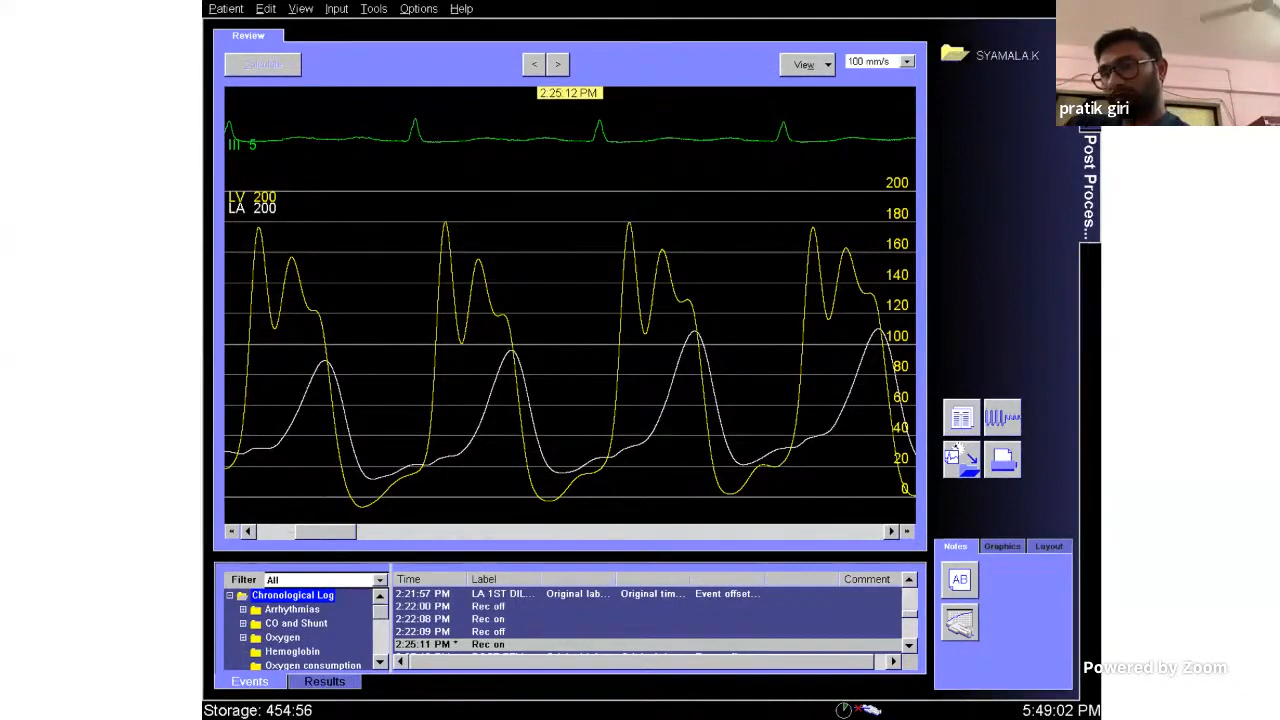 Patient Edit View Input Tools Options Help
Review
SYAMALA.K
pratik giri
Calculate
< >
View
100 mm/s
2:25:12 PM
III 5
Post Proces...
LV 200
LA 200
200
180
160
140
120
100
80
60
40
20
0
Notes Graphics Layout
AB
Filter All
Time Label Comment
Chronological Log
Arrhythmias
CO and Shunt
Oxygen
Hemoglobin
Oxygen consumption
2:21:57 PM LA 1ST DIL... Original lab... Original tim... Event offset...
2:22:00 PM Rec off
2:22:08 PM Rec on
2:22:09 PM Rec off
2:25:11 PM * Rec on
Events Results
Powered by Zoom
Storage: 454:56
5:49:02 PM